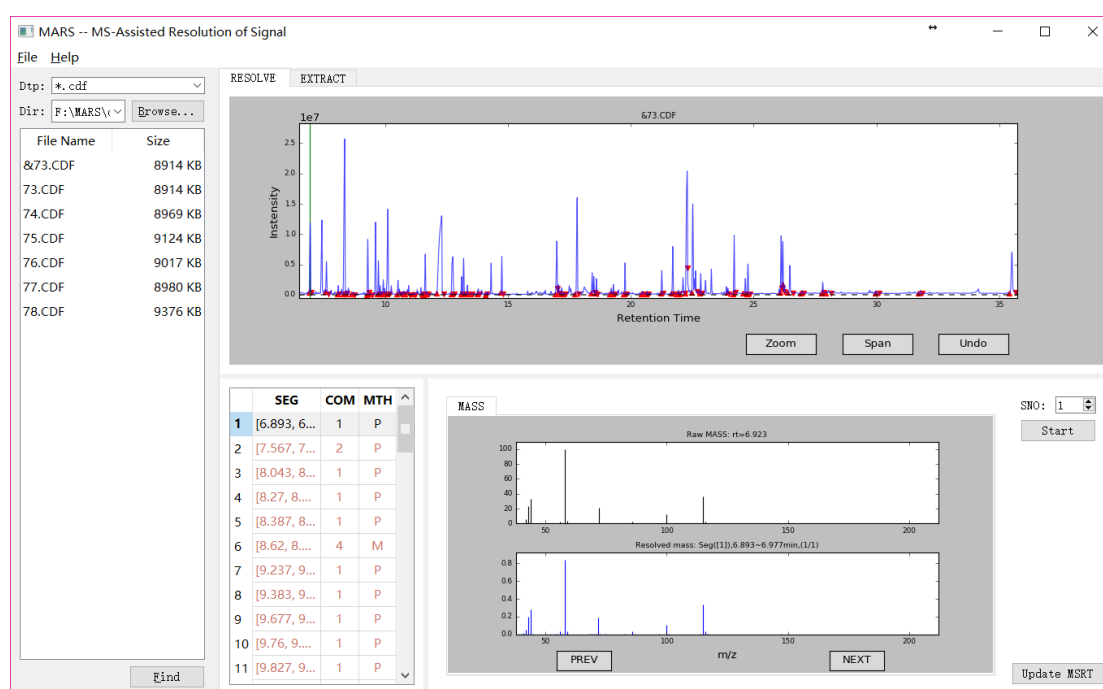 MARS -- MS-Assisted Resolution of Signal
File Help
Dtp: *.cdf
Dir: F:\MARS\ Browse...
File Name Size
&73.CDF 8914 KB
73.CDF 8914 KB
74.CDF 8969 KB
75.CDF 9124 KB
76.CDF 9017 KB
77.CDF 8980 KB
78.CDF 9376 KB
Find
RESOLVE EXTRACT
1e7 &73.CDF
Instensity
2.5
2.0
1.5
1.0
0.5
0.0
10 15 20 25 30 35
Retention Time
Zoom Span Undo
SEG COM MTH
1 [6.893, 6... 1 P
2 [7.567, 7... 2 P
3 [8.043, 8... 1 P
4 [8.27, 8.... 1 P
5 [8.387, 8... 1 P
6 [8.62, 8.... 4 M
7 [9.237, 9... 1 P
8 [9.383, 9... 1 P
9 [9.677, 9... 1 P
10 [9.76, 9.... 1 P
11 [9.827, 9... 1 P
MASS
Raw MASS: rt=6.923
100
80
60
40
20
0
50 100 150 200
Resolved mass: Seg([1]),6.893~6.977min,(1/1)
0.8
0.6
0.4
0.2
0.0
50 100 150 200
PREV m/z NEXT
SNO: 1
Start
Update MSRT